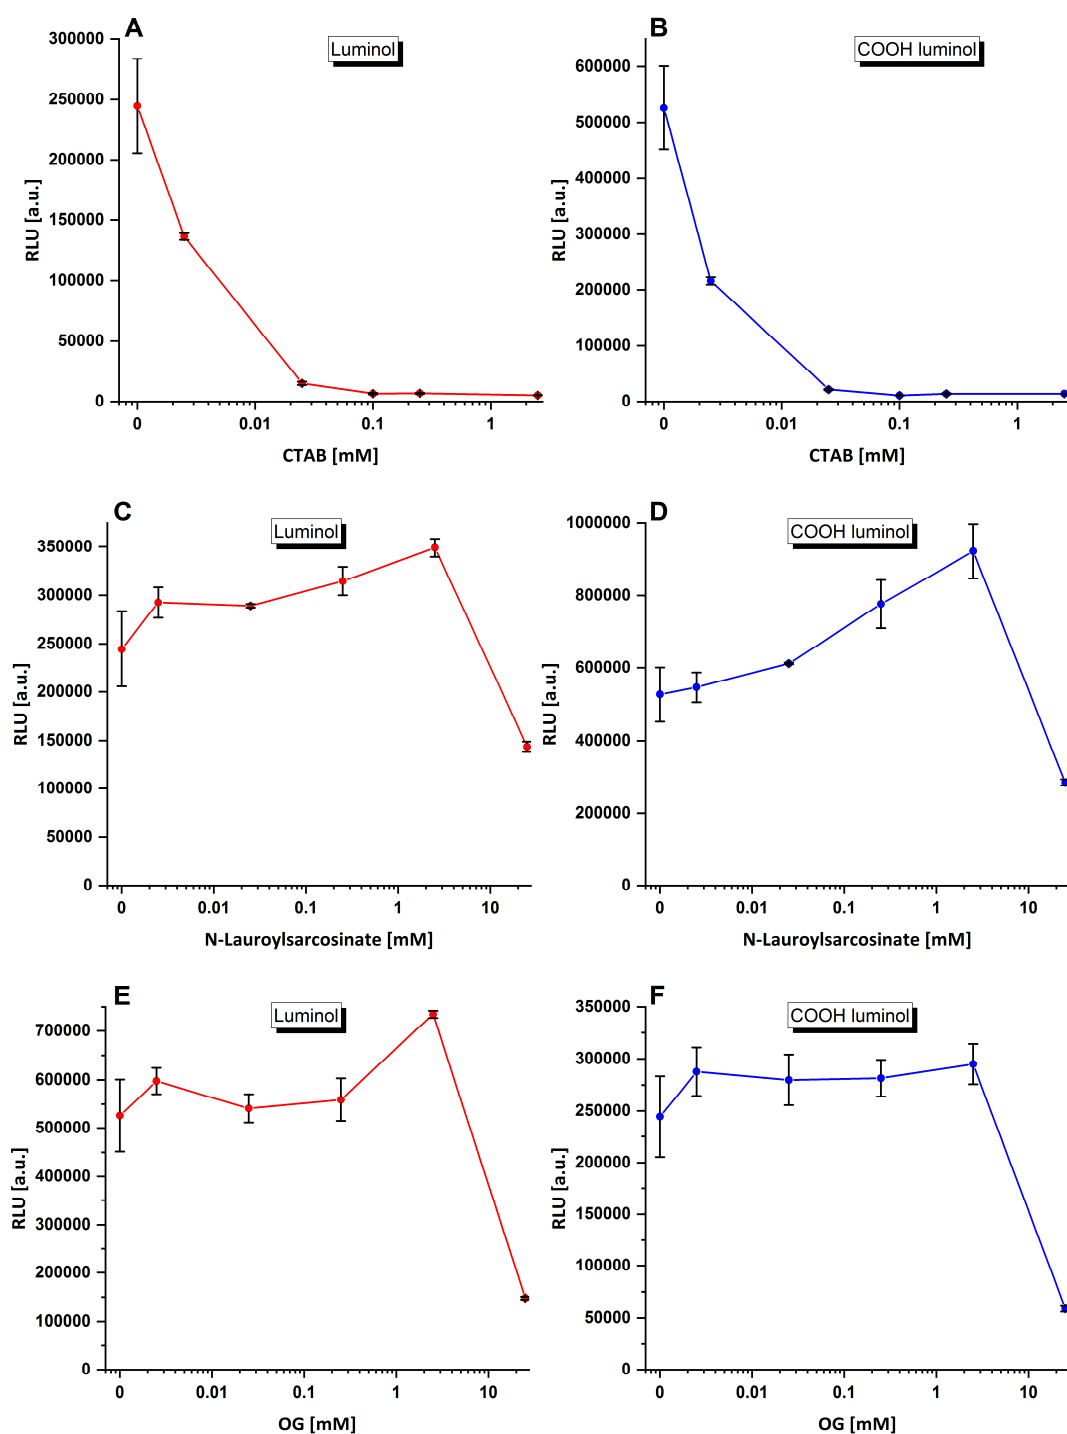 A
Luminol
300000
250000
200000
150000
100000
50000
0
RLU [a.u.]
0 0.01 0.1 1
CTAB [mM]
B
COOH luminol
600000
500000
400000
300000
200000
100000
0
RLU [a.u.]
0 0.01 0.1 1
CTAB [mM]
C
Luminol
350000
300000
250000
200000
150000
100000
50000
0
RLU [a.u.]
0 0.01 0.1 1 10
N-Lauroylsarcosinate [mM]
D
COOH luminol
1000000
800000
600000
400000
200000
0
RLU [a.u.]
0 0.01 0.1 1 10
N-Lauroylsarcosinate [mM]
E
Luminol
700000
600000
500000
400000
300000
200000
100000
0
RLU [a.u.]
0 0.01 0.1 1 10
OG [mM]
F
COOH luminol
350000
300000
250000
200000
150000
100000
50000
0
RLU [a.u.]
0 0.01 0.1 1 10
OG [mM]